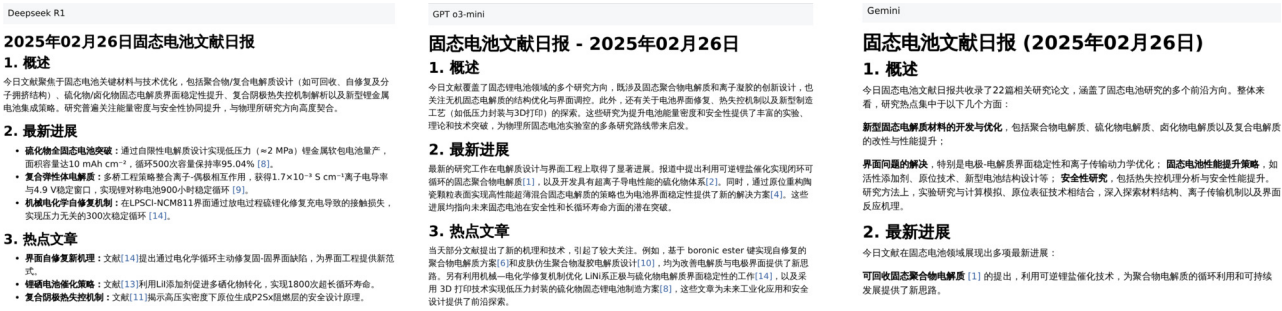 Deepseek R1
2025年02月26日固态电池文献日报
1. 概述
今日文献聚焦于固态电池关键材料与技术优化，包括聚合物/复合电解质设计（如可回收、自修复及分
子拥挤结构）、硫化物/卤化物固态电解质界面稳定性提升、复合阴极热失控机制解析以及新型锂金属
电池集成策略。研究普遍关注能量密度与安全性协同提升，与物理所研究方向高度契合。
2. 最新进展
• 硫化物全固态电池突破：通过自限性电解质设计实现低压力（≈2 MPa）锂金属软包电池量产，
面积容量达10 mAh cm⁻²，循环500次容量保持率95.04% [8]。
• 复合弹性体电解质：多桥工程策略整合离子-偶极相互作用，获得1.7×10⁻³ S cm⁻¹离子电导率
与4.9 V稳定窗口，实现锂对称电池900小时稳定循环 [9]。
• 机械电化学自修复机制：在LPSCl-NCM811界面通过放电过程硫锂化修复充电导致的接触损失，
实现压力无关的300次稳定循环 [14]。
3. 热点文章
• 界面自修复新机理：文献[14]提出通过电化学循环主动修复固-固界面缺陷，为界面工程提供新范
式。
• 锂硒电池催化策略：文献[13]利用LiI添加剂促进多硒化物转化，实现1800次超长循环寿命。
• 复合阴极热失控机制：文献[11]揭示高压实密度下原位生成P2Sx阻燃层的安全设计原理。
GPT o3-mini
固态电池文献日报 - 2025年02月26日
1. 概述
今日文献覆盖了固态锂电池领域的多个研究方向，既涉及固态聚合物电解质和离子凝胶的创新设计，也
关注无机固态电解质的结构优化与界面调控。此外，还有关于电池界面修复、热失控机制以及新型制造
工艺（如低压力封装与3D打印）的探索。这些研究为提升电池能量密度和安全性提供了丰富的实验、
理论和技术突破，为物理所固态电池实验室的多条研究路线带来启发。
2. 最新进展
最新的研究工作在电解质设计与界面工程上取得了显著进展。报道中提出利用可逆锂盐催化实现闭环可
循环的固态聚合物电解质[1]，以及开发具有超离子导电性能的硫化物体系[2]。同时，通过原位重构陶
瓷颗粒表面实现高性能超薄混合固态电解质的策略也为电池界面稳定性提供了新的解决方案[4]。这些
进展均指向未来固态电池在安全性和长循环寿命方面的潜在突破。
3. 热点文章
当天部分文献提出了新的机理和技术，引起了较大关注。例如，基于 boronic ester 键实现自修复的
聚合物电解质方案[6]和皮肤仿生聚合物凝胶电解质设计[10]，均为改善电解质与电极界面提供了新思
路。另有利用机械—电化学修复机制优化 LiNi系正极与硫化物电解质界面稳定性的工作[14]，以及采
用 3D 打印技术实现低压力封装的硫化物固态锂电池制造方案[8]，这些文章为未来工业化应用和安全
设计提供了前沿探索。
Gemini
固态电池文献日报 (2025年02月26日)
1. 概述
今日固态电池文献日报共收录了22篇相关研究论文，涵盖了固态电池研究的多个前沿方向。整体来
看，研究热点集中于以下几个方面：
新型固态电解质材料的开发与优化，包括聚合物电解质、硫化物电解质、卤化物电解质以及复合电解质
的改性与性能提升；
界面问题的解决，特别是电极-电解质界面稳定性和离子传输动力学优化； 固态电池性能提升策略，如
活性添加剂、原位技术、新型电池结构设计等； 安全性研究，包括热失控机理分析与安全性能提升。
研究方法上，实验研究与计算模拟、原位表征技术相结合，深入探索材料结构、离子传输机制以及界面
反应机理。
2. 最新进展
今日文献在固态电池领域展现出多项最新进展：
可回收固态聚合物电解质 [1] 的提出，利用可逆锂盐催化技术，为聚合物电解质的循环利用和可持续
发展提供了新思路。